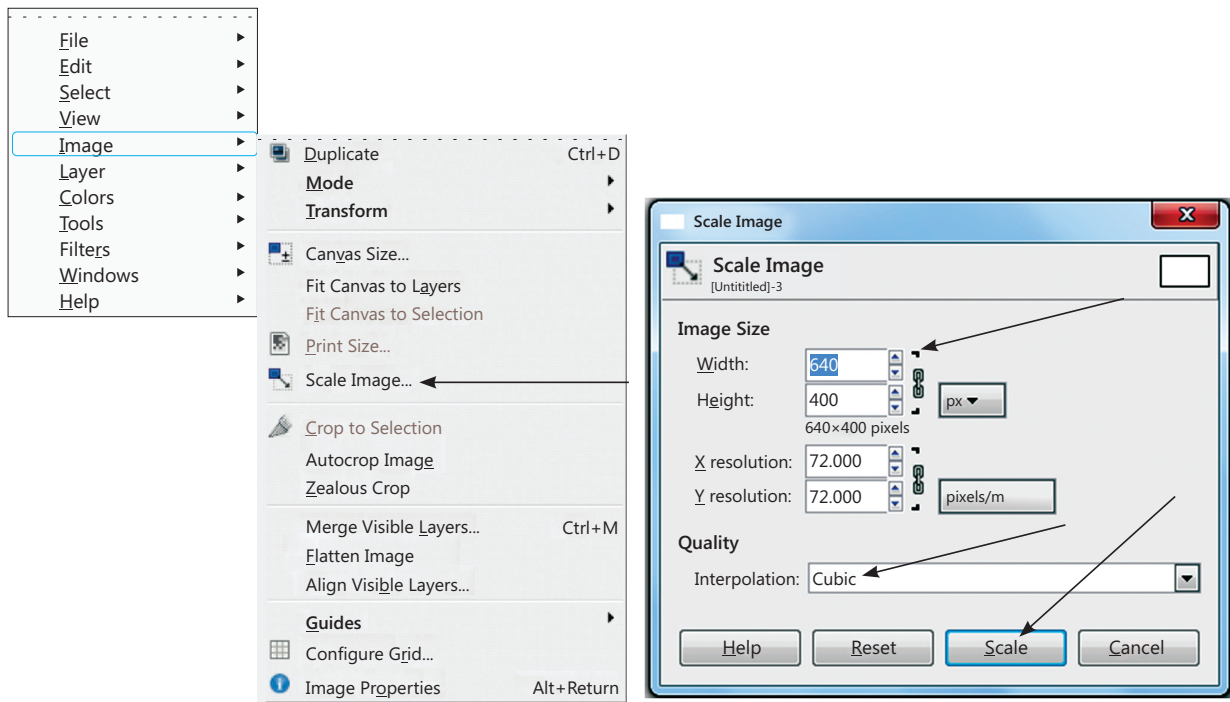 File
Edit
Select
View
Image
Layer
Colors
Tools
Filters
Windows
Help
Duplicate Ctrl+D
Mode
Transform
Canvas Size...
Fit Canvas to Layers
Fit Canvas to Selection
Print Size...
Scale Image...
Crop to Selection
Autocrop Image
Zealous Crop
Merge Visible Layers... Ctrl+M
Flatten Image
Align Visible Layers...
Guides
Configure Grid...
Image Properties Alt+Return
Scale Image
Scale Image
[Untititled]-3
Image Size
Width: 640
Height: 400 px
640×400 pixels
X resolution: 72.000
Y resolution: 72.000 pixels/m
Quality
Interpolation: Cubic
Help Reset Scale Cancel